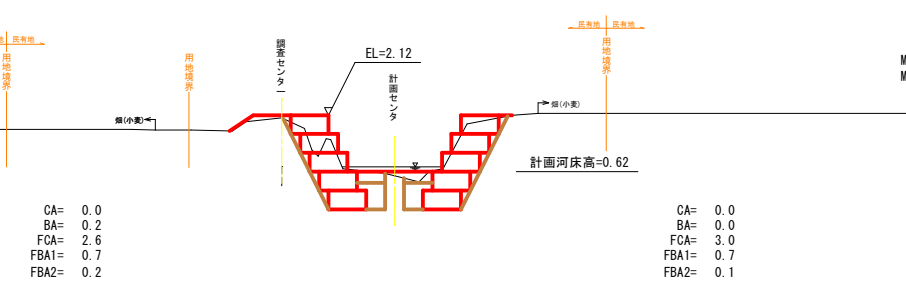 地 民有地
用地境界
畑(小麦)
用地境界
調査センター
EL=2.12
計画センタ
民有地 民有地
用地境界
畑(小麦)
計画河床高=0.62
M
M
CA= 0.0
BA= 0.2
FCA= 2.6
FBA1= 0.7
FBA2= 0.2
CA= 0.0
BA= 0.0
FCA= 3.0
FBA1= 0.7
FBA2= 0.1